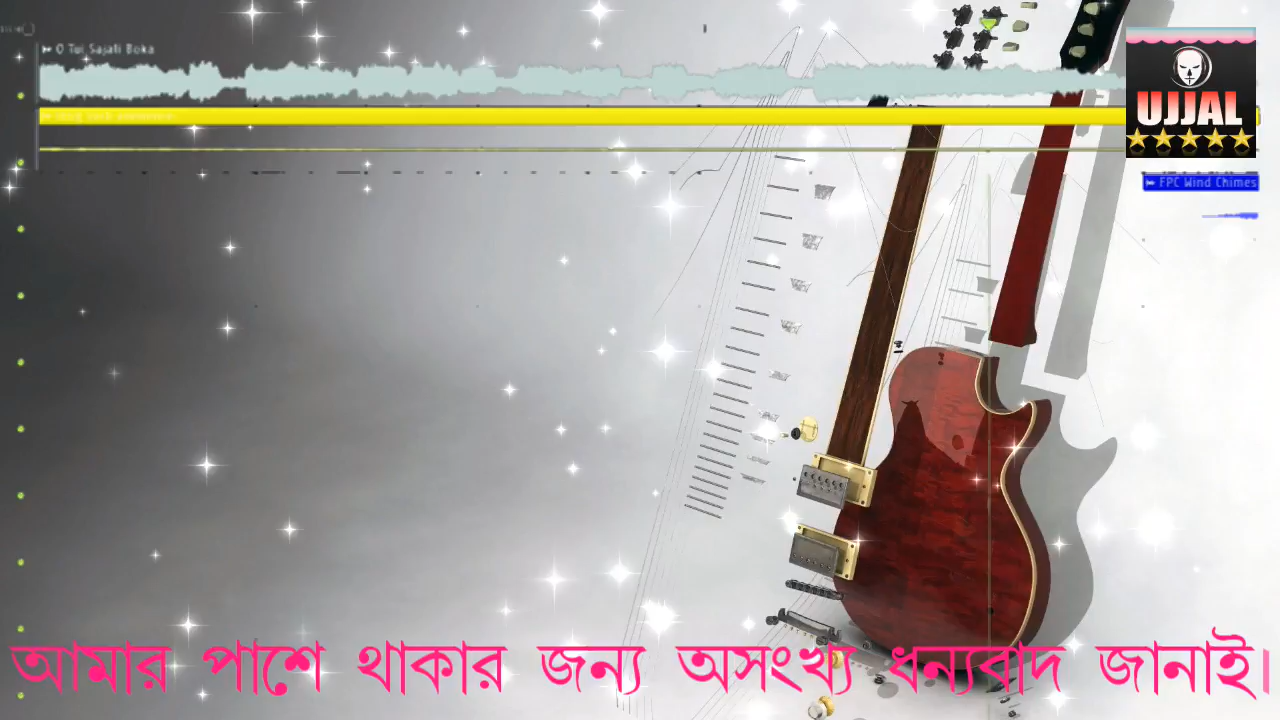 O Tui Sajali Boka
UJJAL
FPC Wind Chimes
আমার পাশে থাকার জন্য অসংখ্য ধন্যবাদ জানাই।